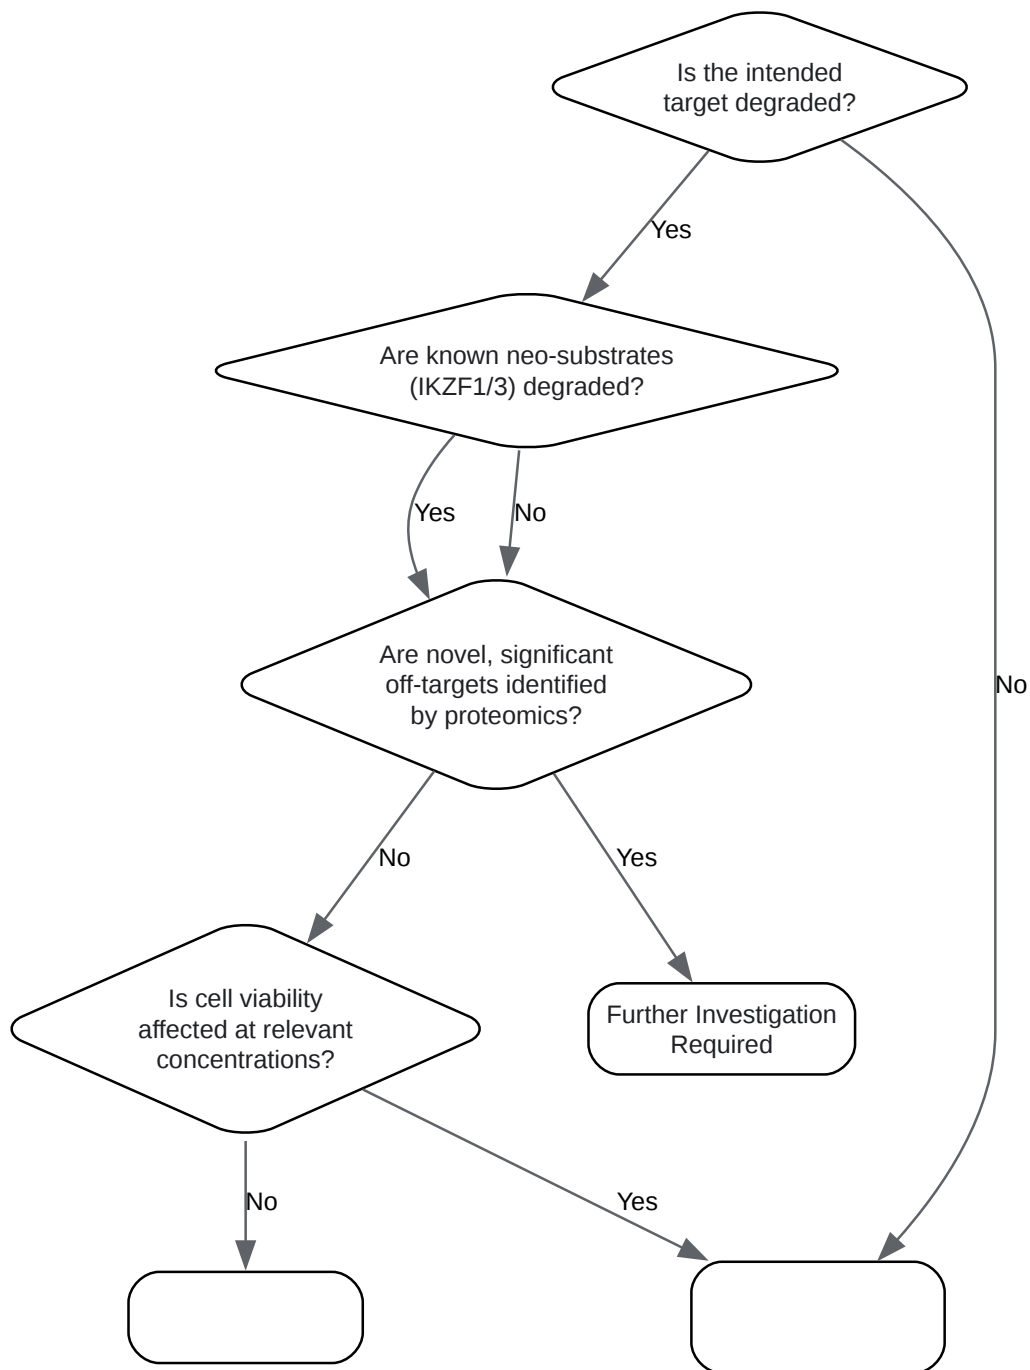 Is the intended
target degraded?
Yes
Are known neo-substrates
(IKZF1/3) degraded?
Yes
No
Are novel, significant
off-targets identified
by proteomics?
No
No
Yes
Is cell viability
affected at relevant
concentrations?
Further Investigation
Required
No
Yes